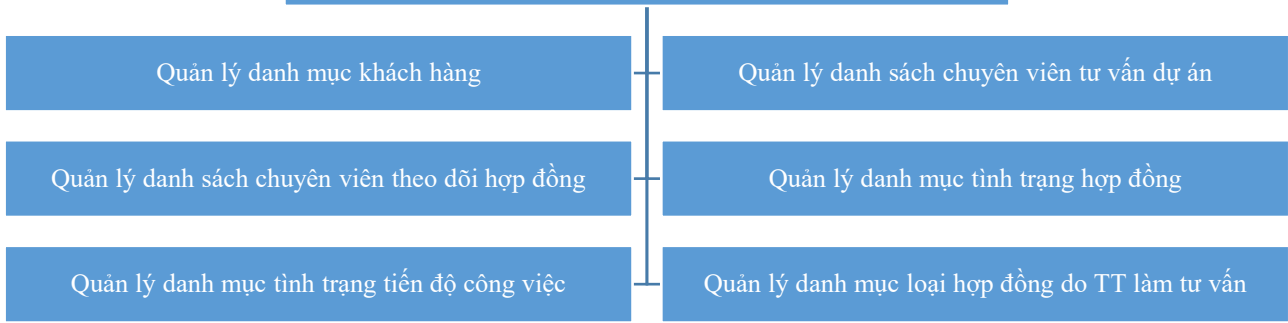 Quản lý danh mục khách hàng
Quản lý danh sách chuyên viên tư vấn dự án
Quản lý danh sách chuyên viên theo dõi hợp đồng
Quản lý danh mục tình trạng hợp đồng
Quản lý danh mục tình trạng tiến độ công việc
Quản lý danh mục loại hợp đồng do TT làm tư vấn